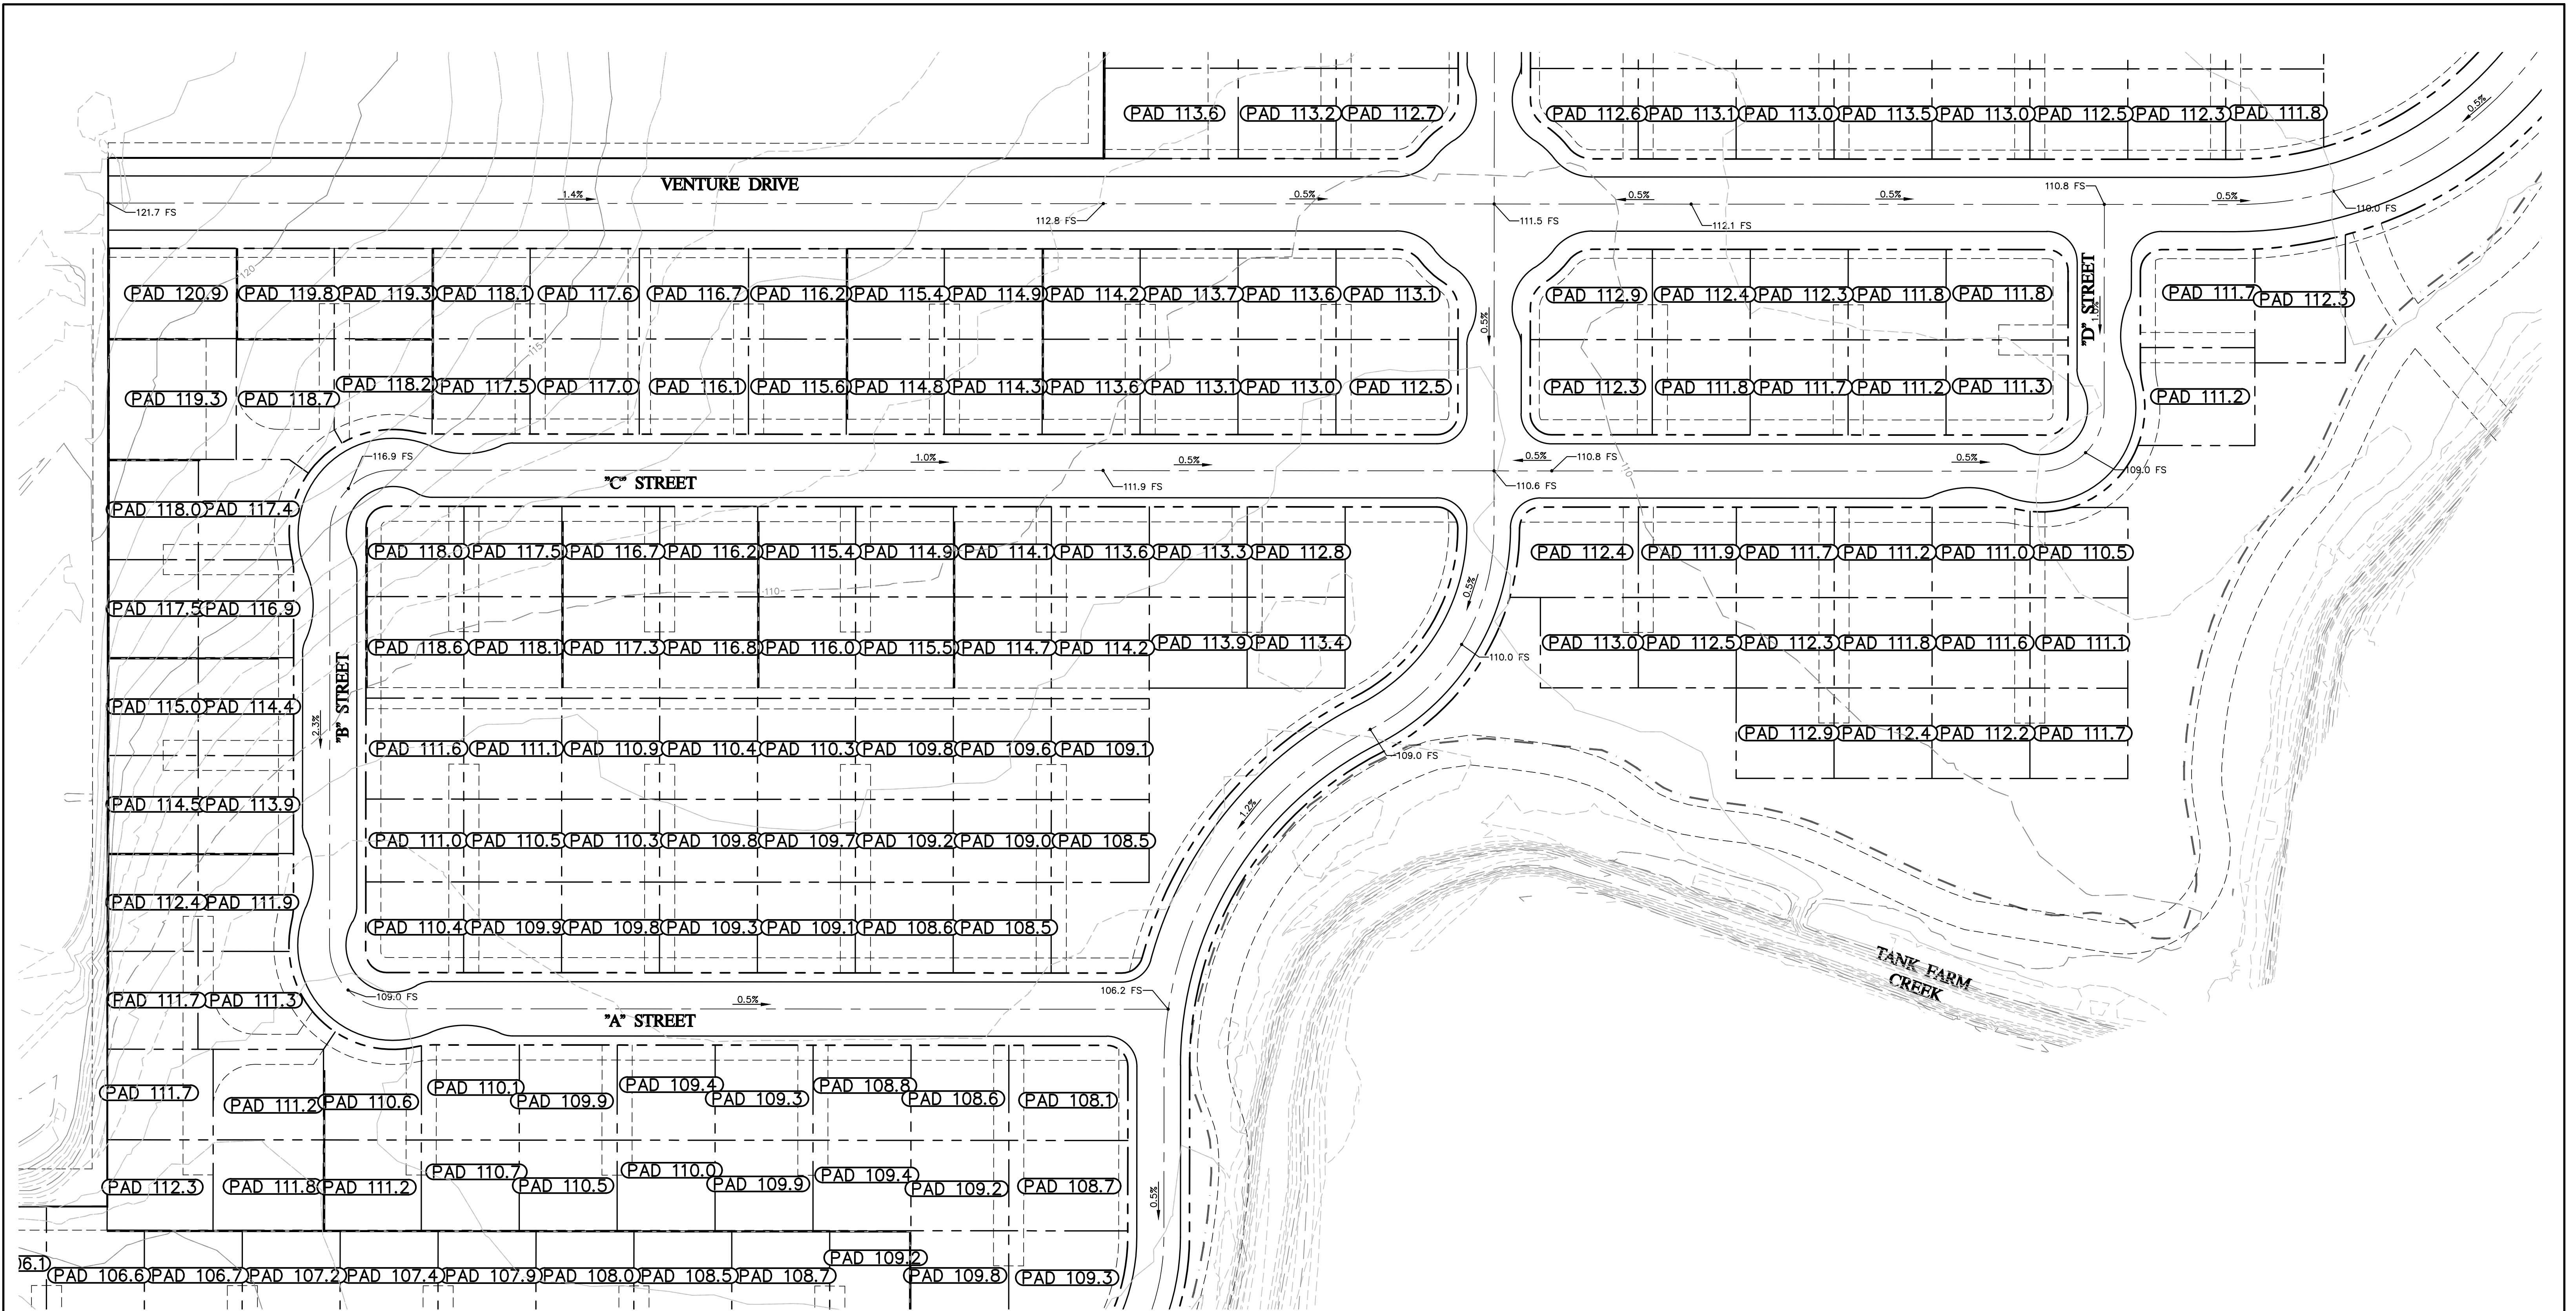 PAD 113.6 PAD 113.2 PAD 112.7 PAD 112.6 PAD 113.1 PAD 113.0 PAD 113.5 PAD 113.0 PAD 112.5 PAD 112.3 PAD 111.8
0.5%
VENTURE DRIVE
1.4% 0.5% 0.5% 0.5% 110.8 FS 0.5%
121.7 FS 112.8 FS 111.5 FS 112.1 FS 110.0 FS
120
PAD 120.9 PAD 119.8 PAD 119.3 PAD 118.1 PAD 117.6 PAD 116.7 PAD 116.2 PAD 115.4 PAD 114.9 PAD 114.2 PAD 113.7 PAD 113.6 PAD 113.1 PAD 112.9 PAD 112.4 PAD 112.3 PAD 111.8 PAD 111.8 PAD 111.7 PAD 112.3
"D" STREET
1.0%
0.5%
115
PAD 119.3 PAD 118.7 PAD 118.2 PAD 117.5 PAD 117.0 PAD 116.1 PAD 115.6 PAD 114.8 PAD 114.3 PAD 113.6 PAD 113.1 PAD 113.0 PAD 112.5 PAD 112.3 PAD 111.8 PAD 111.7 PAD 111.2 PAD 111.3 PAD 111.2
116.9 FS 1.0% 0.5% 0.5% 110.8 FS 0.5% 109.0 FS
110
"C" STREET 111.9 FS 110.6 FS
PAD 118.0 PAD 117.4
PAD 118.0 PAD 117.5 PAD 116.7 PAD 116.2 PAD 115.4 PAD 114.9 PAD 114.1 PAD 113.6 PAD 113.3 PAD 112.8 PAD 112.4 PAD 111.9 PAD 111.7 PAD 111.2 PAD 111.0 PAD 110.5
110
0.5%
PAD 117.5 PAD 116.9
PAD 118.6 PAD 118.1 PAD 117.3 PAD 116.8 PAD 116.0 PAD 115.5 PAD 114.7 PAD 114.2 PAD 113.9 PAD 113.4 PAD 113.0 PAD 112.5 PAD 112.3 PAD 111.8 PAD 111.6 PAD 111.1
110.0 FS
"B" STREET
2.3%
PAD 115.0 PAD 114.4
PAD 112.9 PAD 112.4 PAD 112.2 PAD 111.7
PAD 111.6 PAD 111.1 PAD 110.9 PAD 110.4 PAD 110.3 PAD 109.8 PAD 109.6 PAD 109.1
109.0 FS
1.2%
PAD 114.5 PAD 113.9
PAD 111.0 PAD 110.5 PAD 110.3 PAD 109.8 PAD 109.7 PAD 109.2 PAD 109.0 PAD 108.5
PAD 112.4 PAD 111.9
PAD 110.4 PAD 109.9 PAD 109.8 PAD 109.3 PAD 109.1 PAD 108.6 PAD 108.5
TANK FARM
CREEK
PAD 111.7 PAD 111.3
109.0 FS 0.5% 106.2 FS
"A" STREET
PAD 111.7 PAD 111.2 PAD 110.6 PAD 110.1 PAD 109.9 PAD 109.4 PAD 109.3 PAD 108.8 PAD 108.6 PAD 108.1
PAD 112.3 PAD 111.8 PAD 111.2 PAD 110.7 PAD 110.5 PAD 110.0 PAD 109.9 PAD 109.4 PAD 109.2 PAD 108.7
0.5%
06.1 PAD 106.6 PAD 106.7 PAD 107.2 PAD 107.4 PAD 107.9 PAD 108.0 PAD 108.5 PAD 108.7 PAD 109.2 PAD 109.8 PAD 109.3